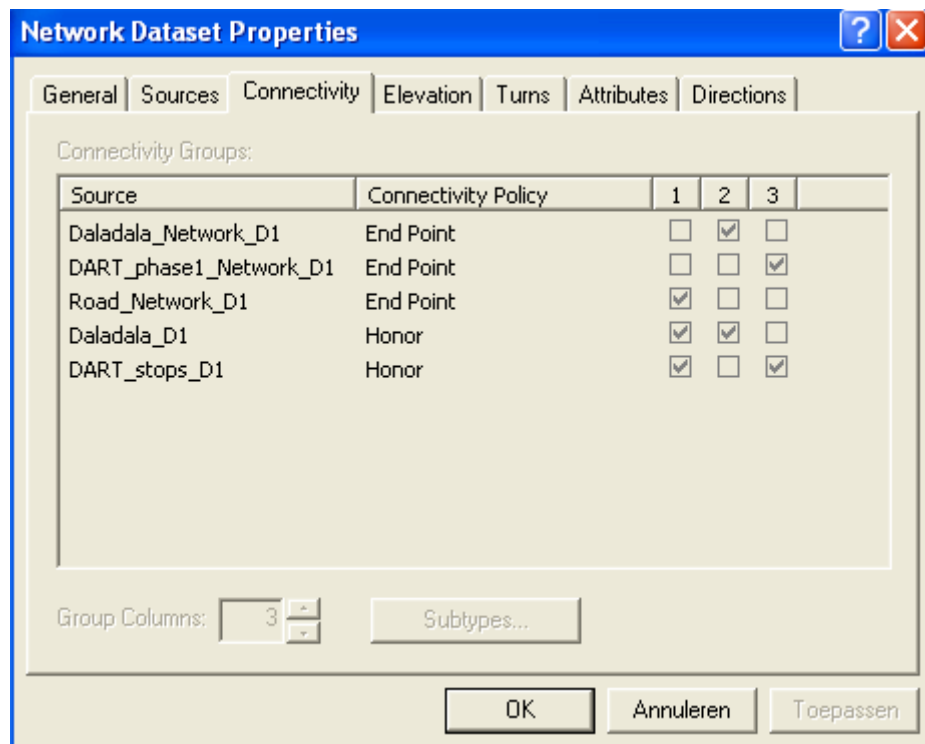 Network Dataset Properties
General Sources Connectivity Elevation Turns Attributes Directions
Connectivity Groups:
Source Connectivity Policy 1 2 3
Daladala_Network_D1 End Point
DART_phase1_Network_D1 End Point
Road_Network_D1 End Point
Daladala_D1 Honor
DART_stops_D1 Honor
Group Columns: 3 Subtypes...
OK Annuleren Toepassen